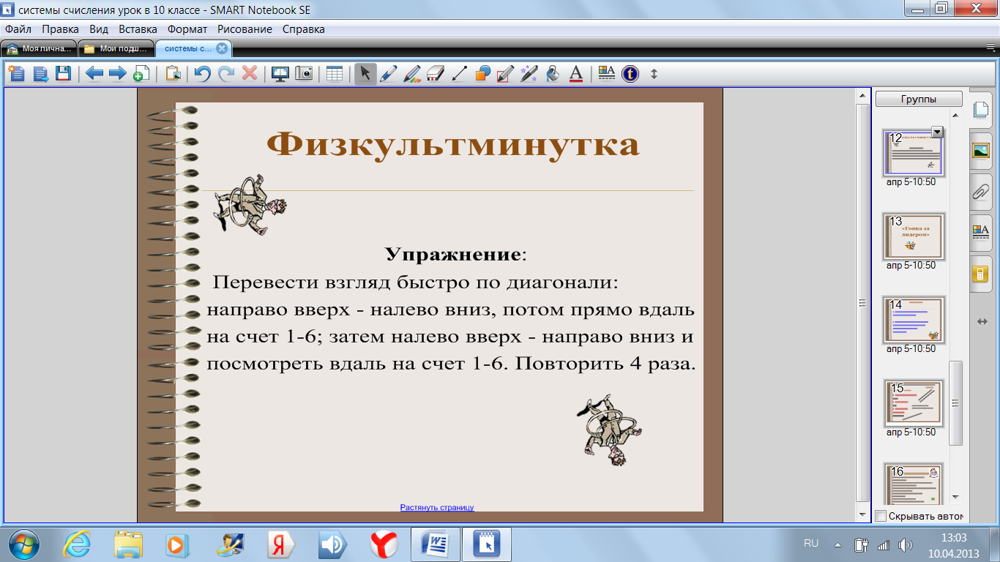 системы счисления урок в 10 классе - SMART Notebook SE
Файл Правка Вид Вставка Формат Рисование Справка
Моя лична... Мои подш... системы с...
Группы
Физкультминутка
Упражнение:
Перевести взгляд быстро по диагонали:
направо вверх - налево вниз, потом прямо вдаль
на счет 1-6; затем налево вверх - направо вниз и
посмотреть вдаль на счет 1-6. Повторить 4 раза.
Растянуть страницу
12
апр 5-10:50
13
«Гонка за
лидером»
апр 5-10:50
14
апр 5-10:50
15
апр 5-10:50
16
Скрывать автом
RU
13:03
10.04.2013